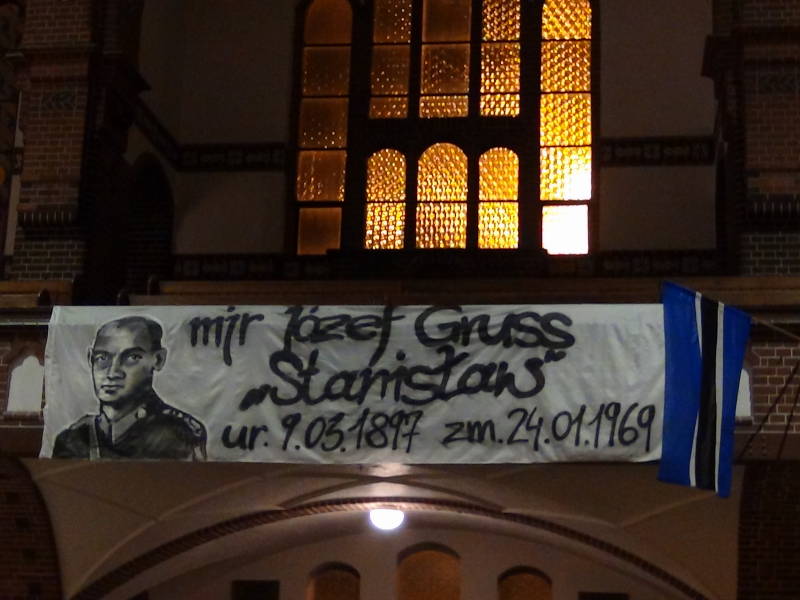 mjr Józef Gruss
„Stanisław”
ur. 9.03.1897 zm. 24.01.1969